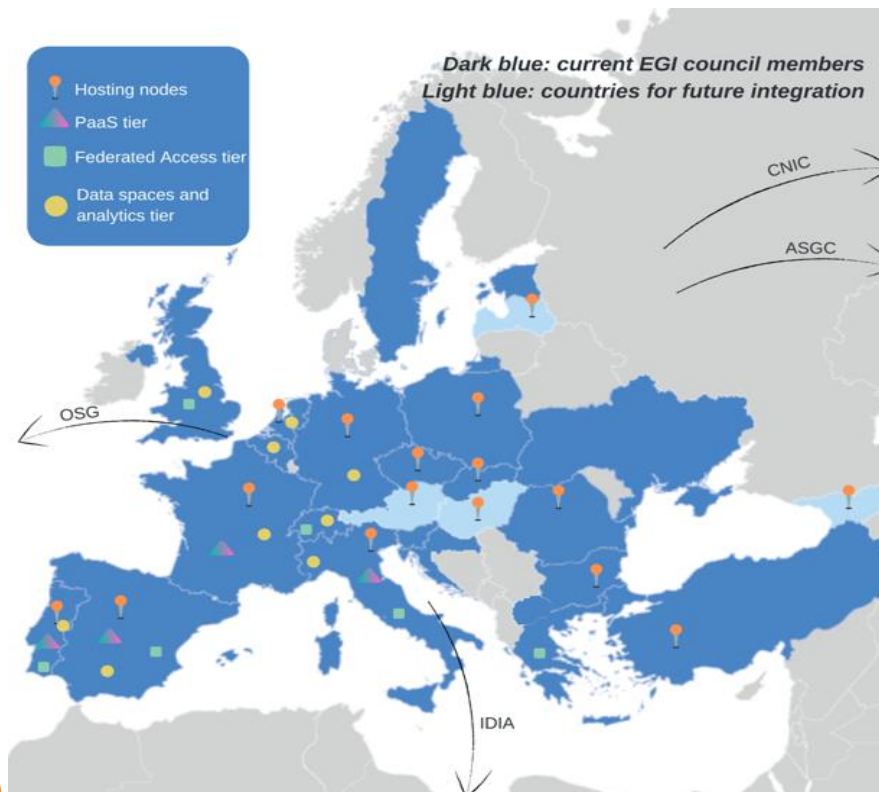 Dark blue: current EGI council members
Light blue: countries for future integration
Hosting nodes
PaaS tier
Federated Access tier
Data spaces and
analytics tier
CNIC
ASGC
OSG
IDIA